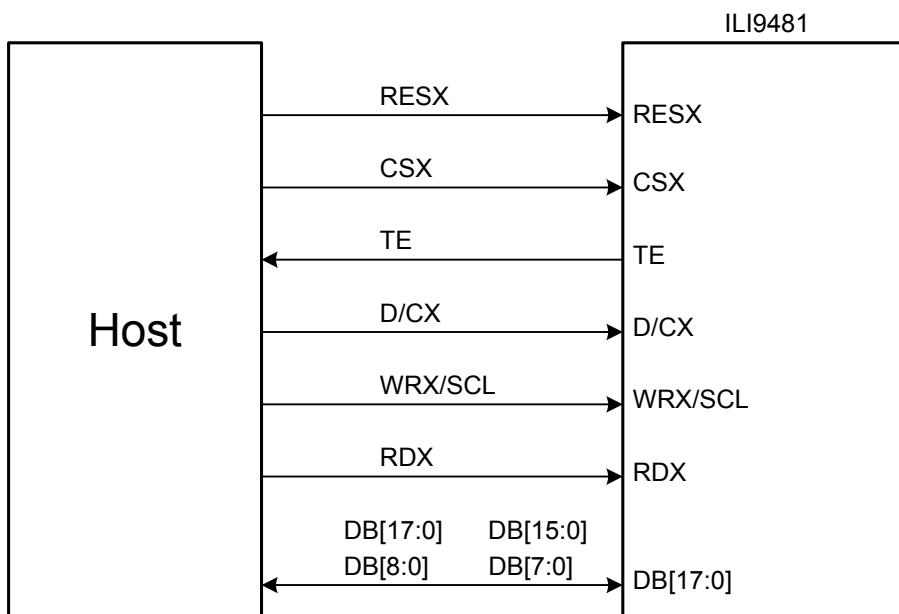 ILI9481
RESX
RESX
CSX
CSX
TE
TE
Host
D/CX
D/CX
WRX/SCL
WRX/SCL
RDX
RDX
DB[17:0] DB[15:0]
DB[8:0] DB[7:0]
DB[17:0]